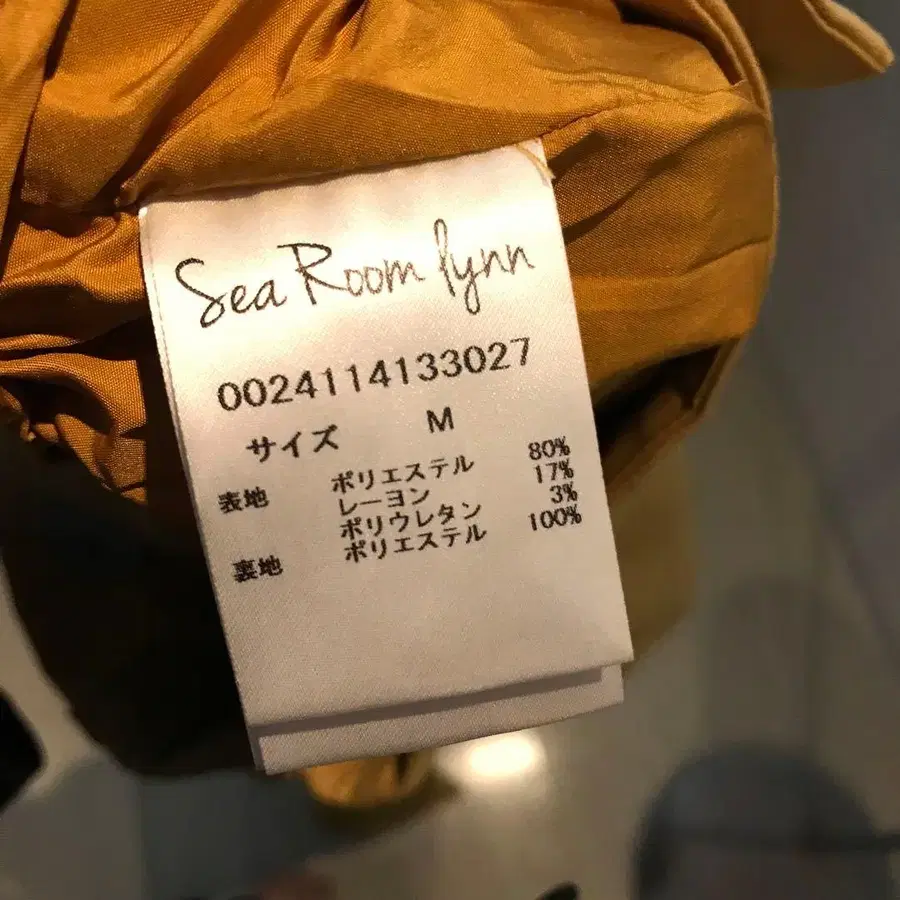 Sea Room lynn
0024114133027
サイズ M
表地 ポリエステル 80%
レーヨン 17%
ポリウレタン 3%
裏地 ポリエステル 100%